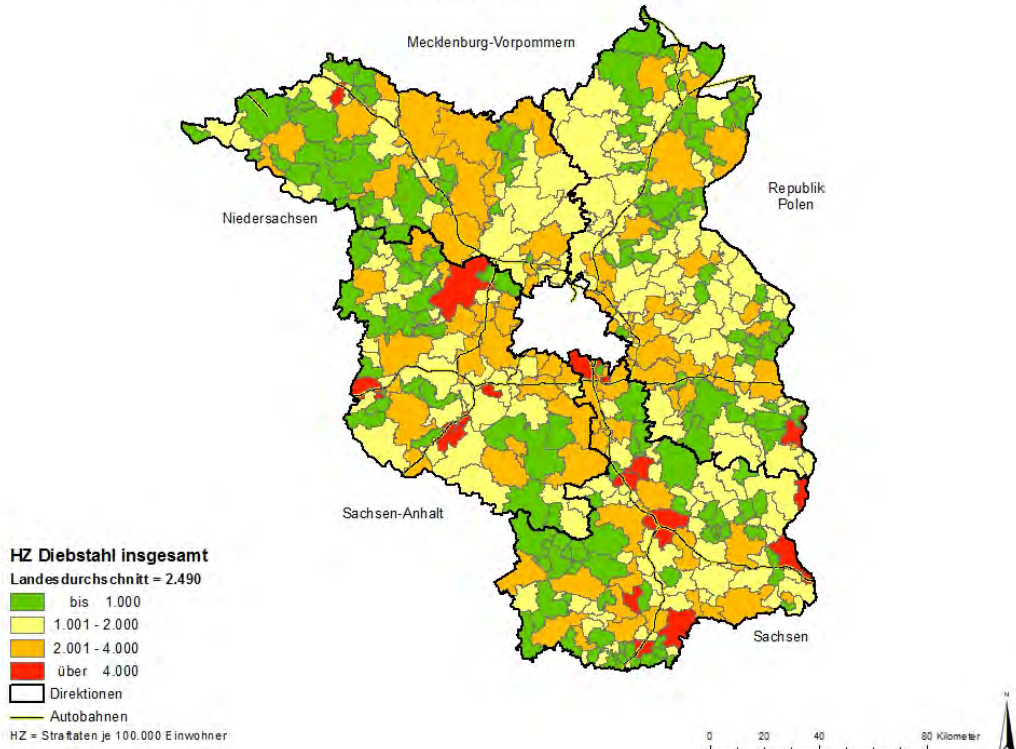 Mecklenburg-Vorpommern
Republik
Polen
Niedersachsen
Sachsen-Anhalt
Sachsen
HZ Diebstahl insgesamt
Landesdurchschnitt = 2.490
bis 1.000
1.001 - 2.000
2.001 - 4.000
über 4.000
Direktionen
Autobahnen
HZ = Straftaten je 100.000 Einwohner
N
0 20 40 80 Kilometer